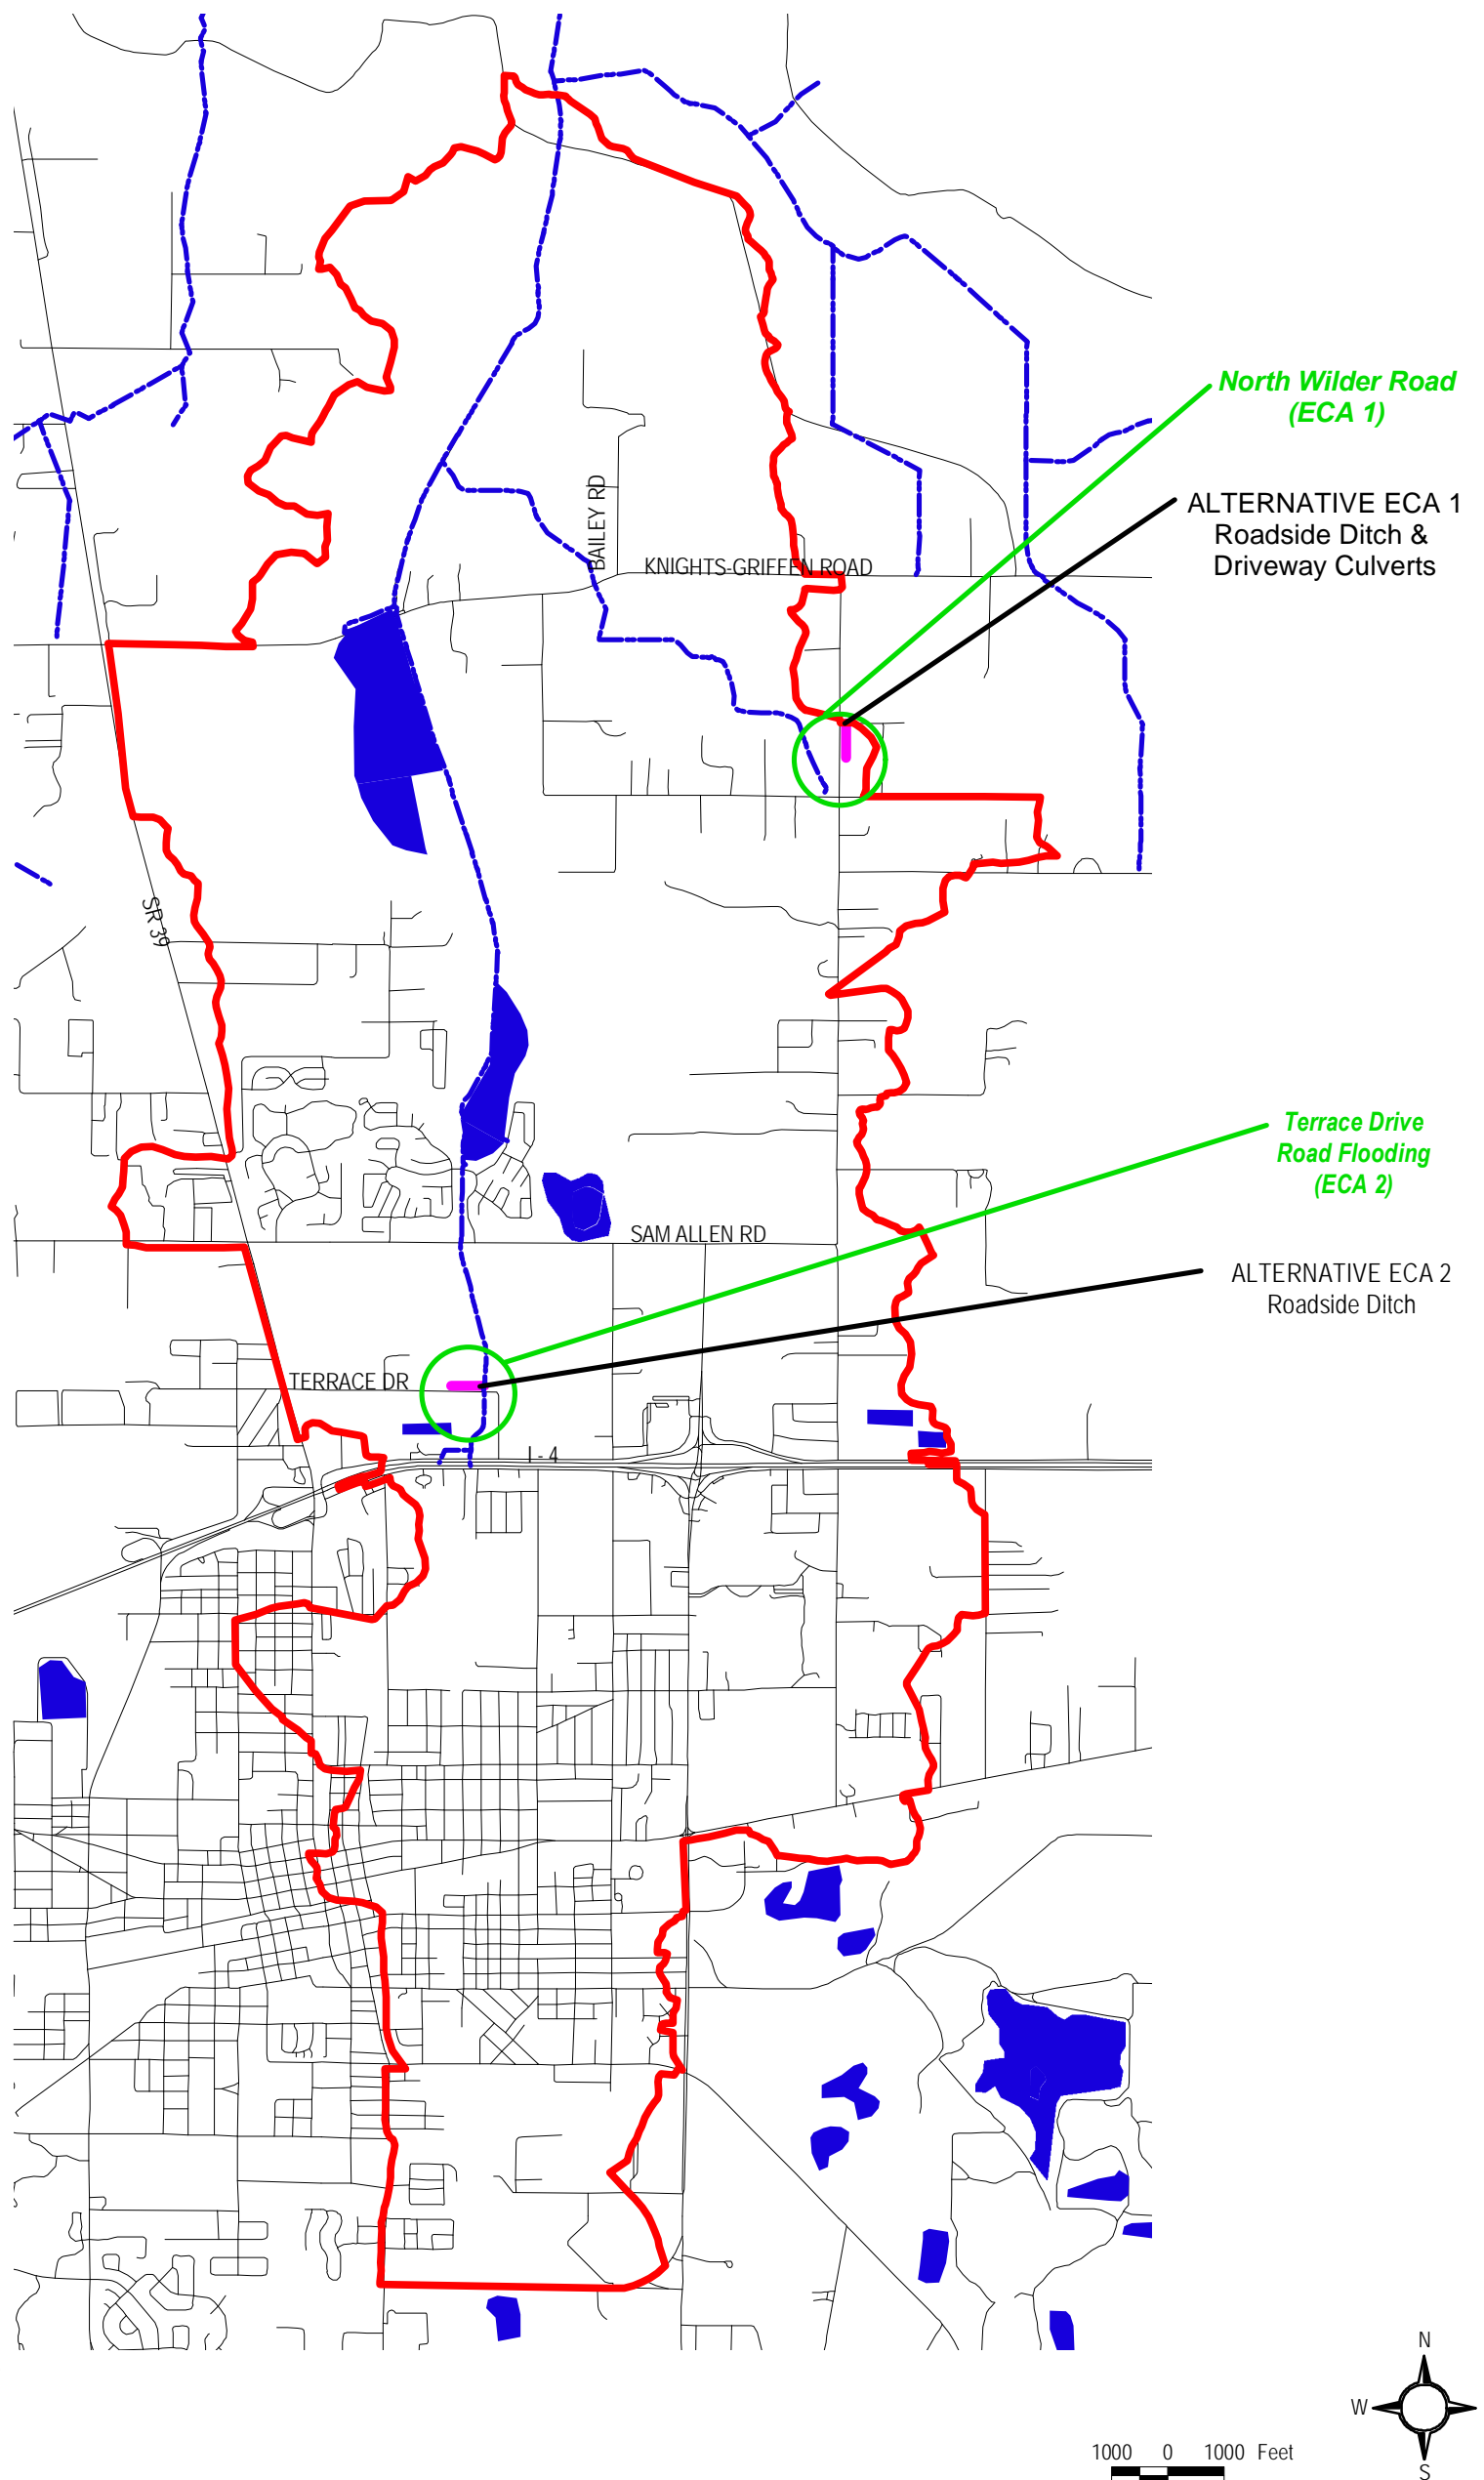 North Wilder Road
(ECA 1)
ALTERNATIVE ECA 1
Roadside Ditch &
Driveway Culverts
BAILEY RD
KNIGHTS-GRIFFEN ROAD
SR 39
Terrace Drive
Road Flooding
(ECA 2)
SAM ALLEN RD
ALTERNATIVE ECA 2
Roadside Ditch
TERRACE DR
I - 4
N
W
S
1000 0 1000 Feet